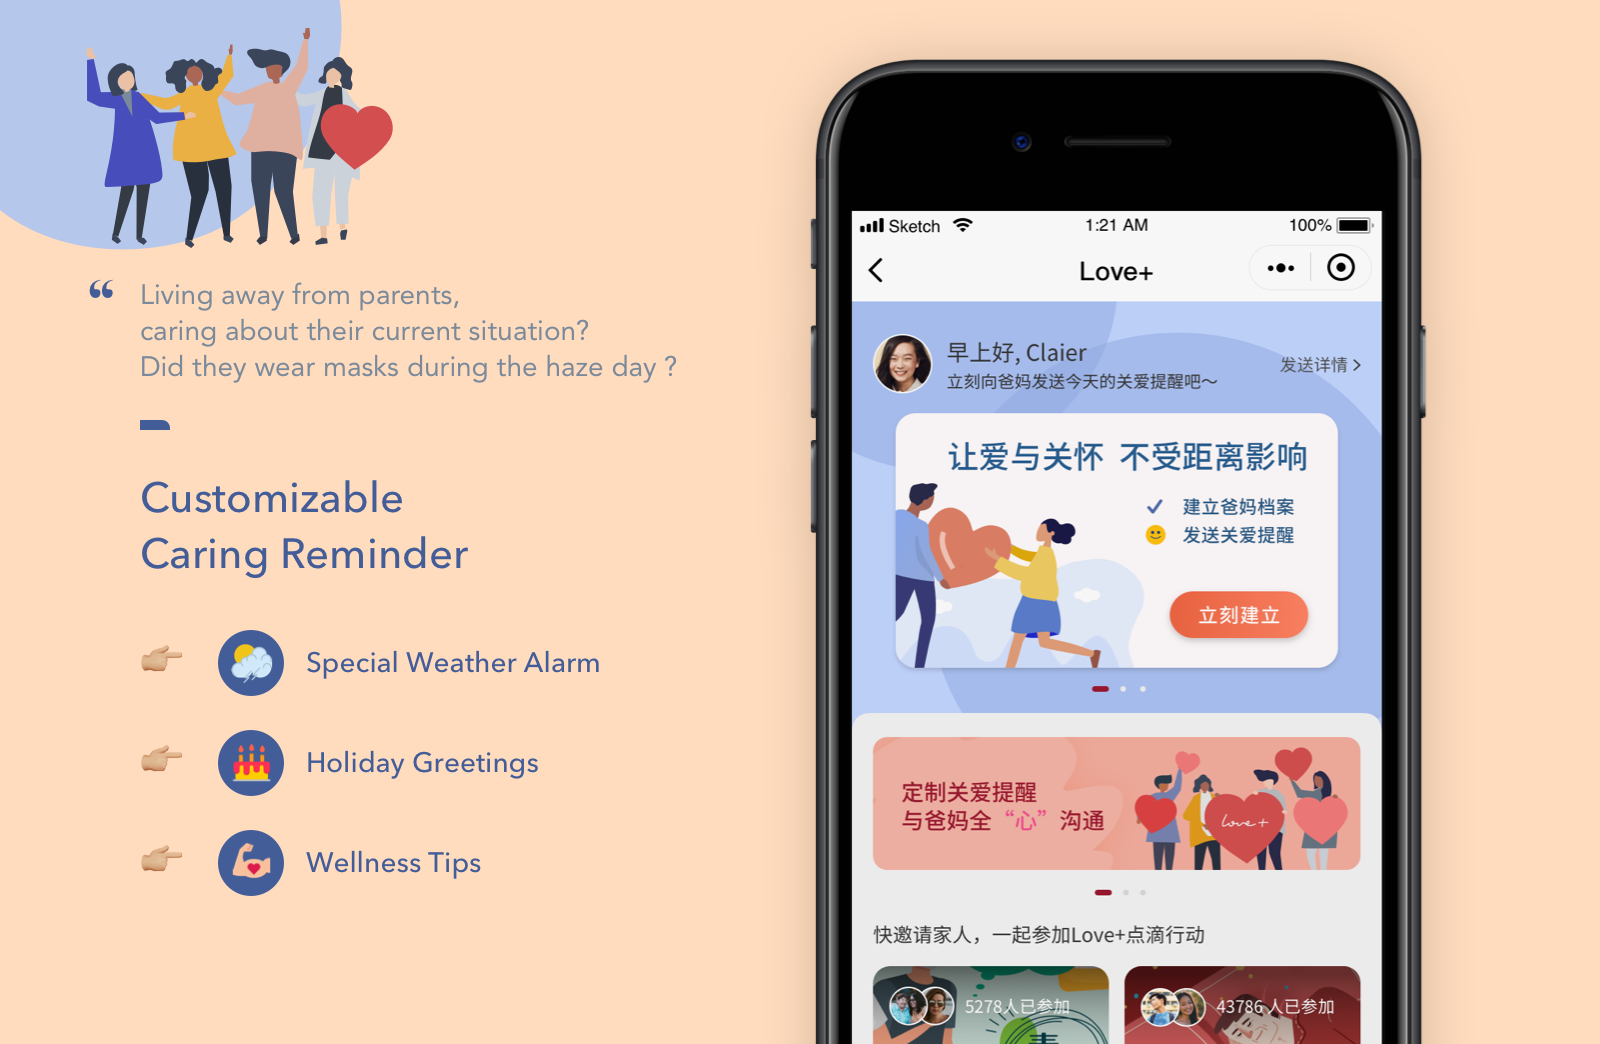 “ Living away from parents,
caring about their current situation?
Did they wear masks during the haze day ?
Customizable
Caring Reminder
Special Weather Alarm
Holiday Greetings
Wellness Tips
Sketch 1:21 AM 100%
Love+
早上好, Claier
立刻向爸妈发送今天的关爱提醒吧～
发送详情
让爱与关怀 不受距离影响
建立爸妈档案
发送关爱提醒
立刻建立
定制关爱提醒
与爸妈全“心”沟通
love+
快邀请家人，一起参加Love+点滴行动
5278人已参加
43786 人已参加